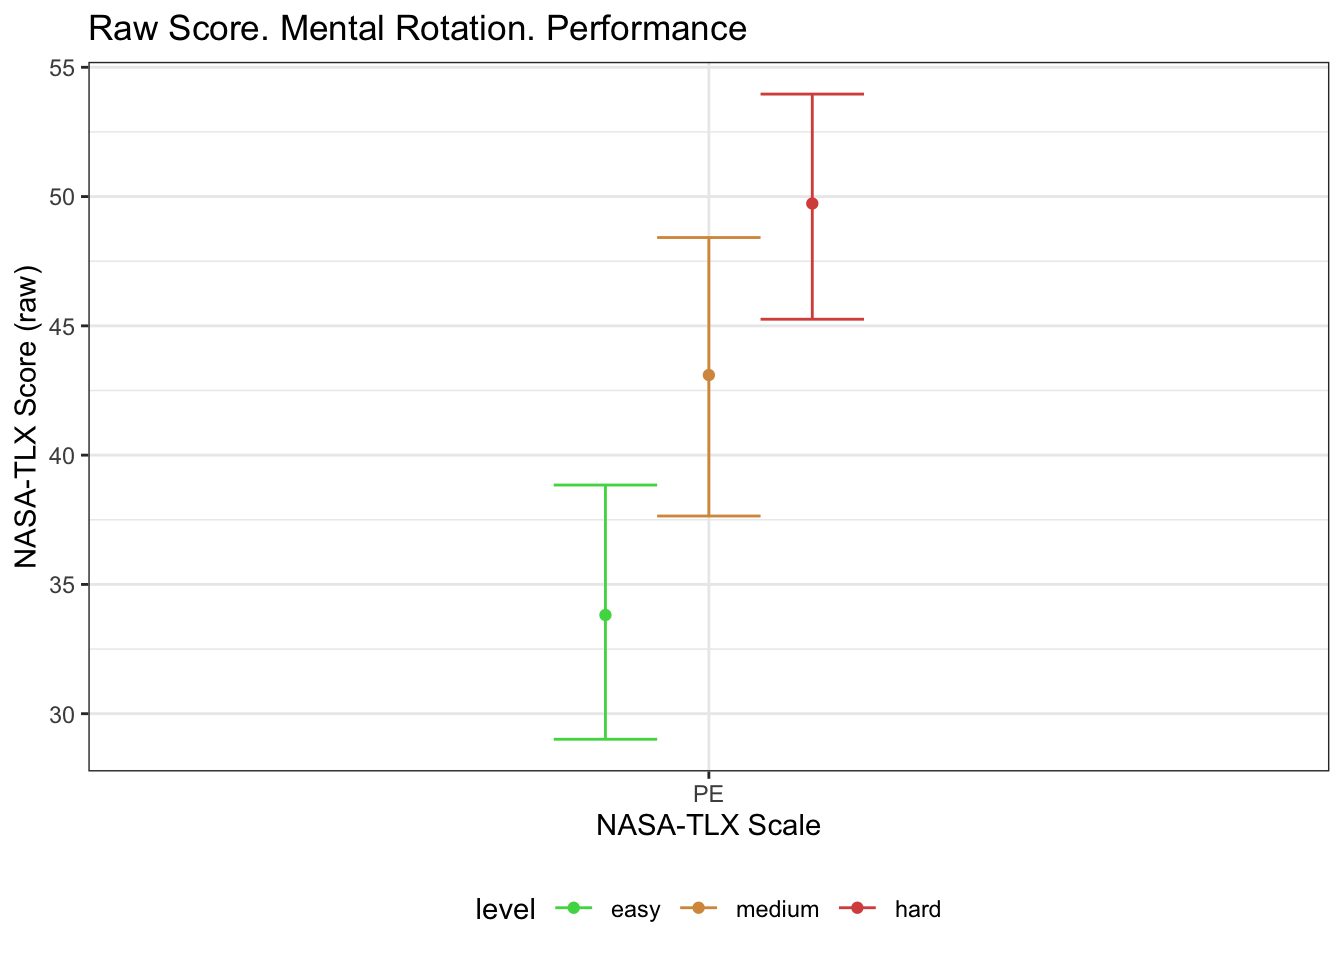 Raw Score. Mental Rotation. Performance
55
50
45
40
35
30
NASA-TLX Score (raw)
PE
NASA-TLX Scale
level easy medium hard